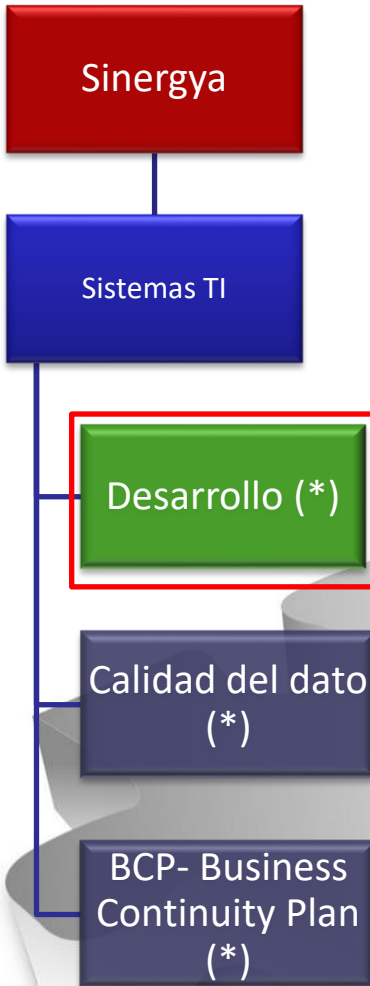 Sinergya
Sistemas TI
Desarrollo (*)
Calidad del dato
(*)
BCP- Business
Continuity Plan
(*)